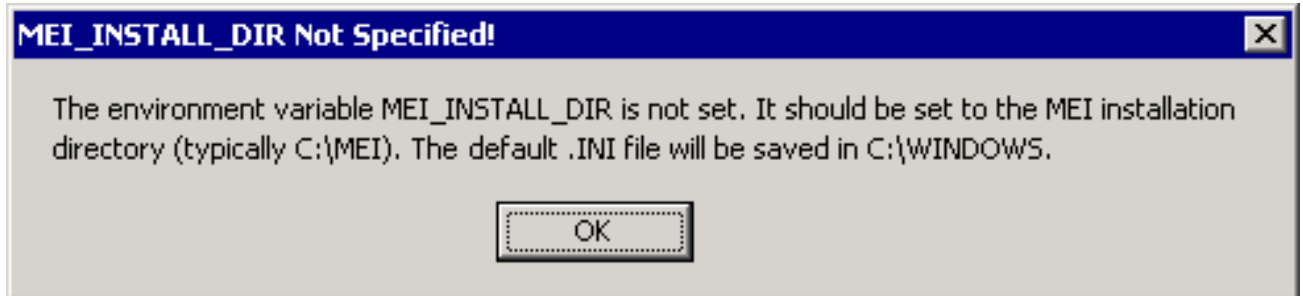 MEI_INSTALL_DIR Not Specified!
The environment variable MEI_INSTALL_DIR is not set. It should be set to the MEI installation
directory (typically C:\MEI). The default .INI file will be saved in C:\WINDOWS.
OK